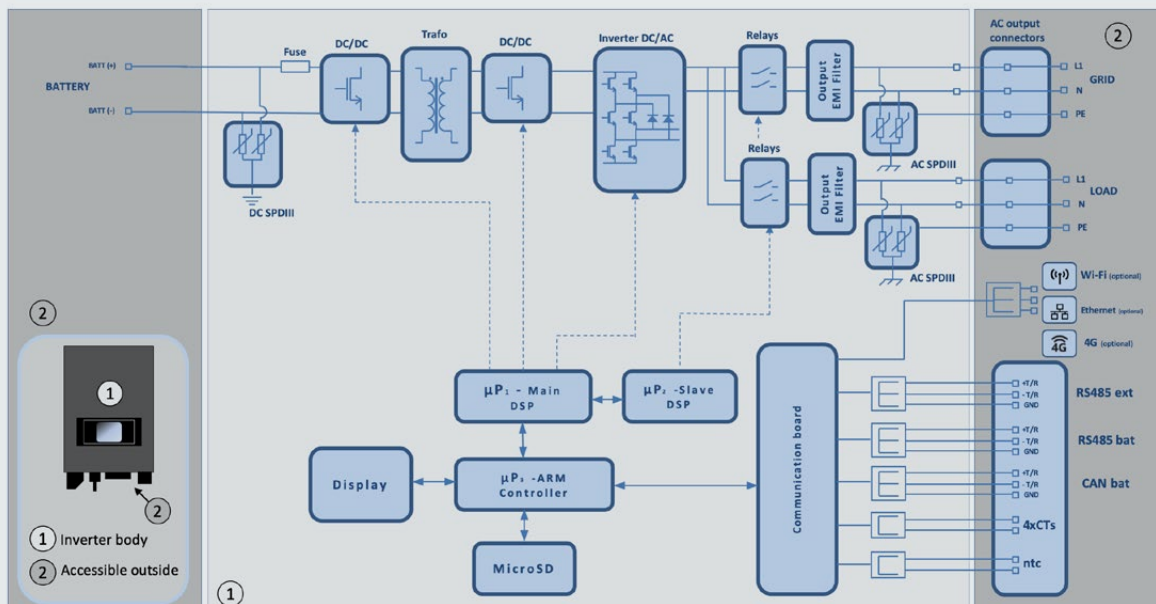 BATTERY
BATT (+)
BATT (-)
Fuse
DC/DC
Trafo
DC/DC
Inverter DC/AC
Relays
Output
EMI Filter
AC output
connectors
2
L1
GRID
N
PE
DC SPDIII
AC SPDIII
Relays
Output
EMI Filter
L1
LOAD
N
PE
AC SPDIII
Wi-Fi (optional)
Ethernet (optional)
4G
4G (optional)
2
1
2
1 Inverter body
2 Accessible outside
μP₁ - Main
DSP
μP₂ -Slave
DSP
Display
μP₃ -ARM
Controller
MicroSD
Communication board
+T/R
- T/R
GND
RS485 ext
+T/R
- T/R
GND
RS485 bat
+T/R
- T/R
GND
CAN bat
4xCTs
ntc
1